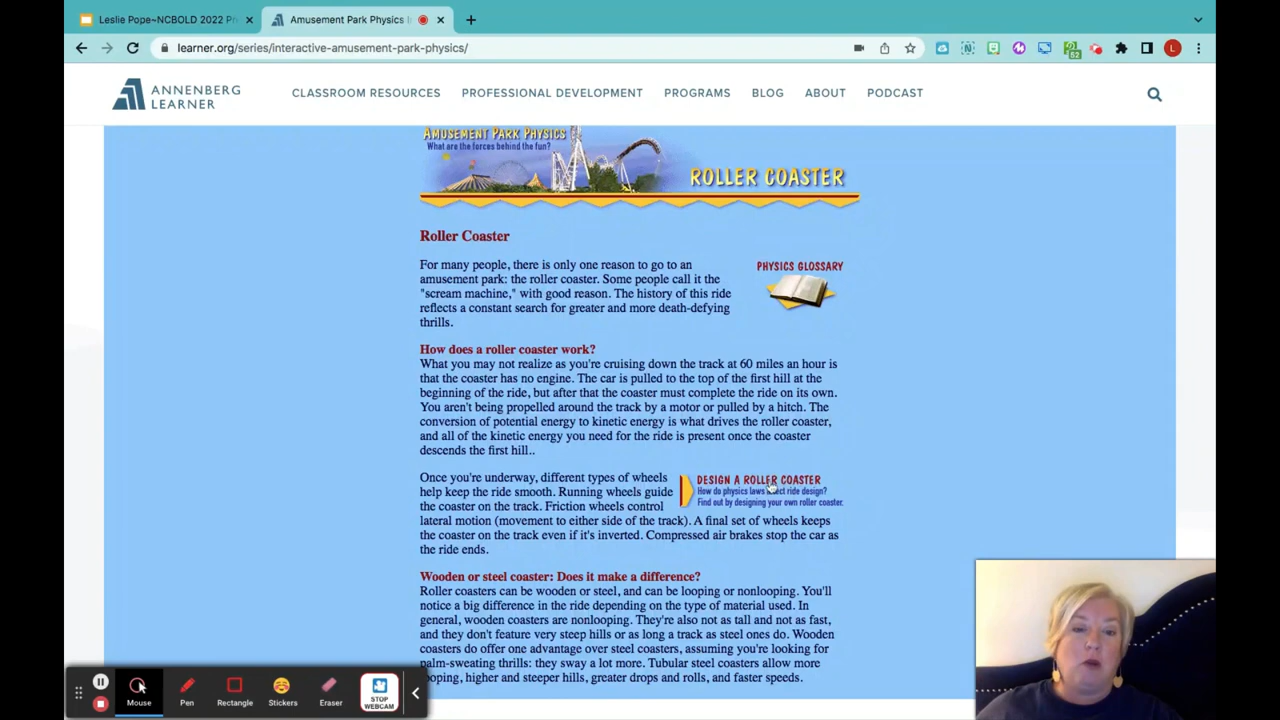 Leslie Pope~NCBOLD 2022 Pr
Amusement Park Physics I
learner.org/series/interactive-amusement-park-physics/
52
L
ANNENBERG
LEARNER
CLASSROOM RESOURCES
PROFESSIONAL DEVELOPMENT
PROGRAMS
BLOG
ABOUT
PODCAST
AMUSEMENT PARK PHYSICS
What are the forces behind the fun?
ROLLER COASTER
Roller Coaster
For many people, there is only one reason to go to an
amusement park: the roller coaster. Some people call it the
"scream machine," with good reason. The history of this ride
reflects a constant search for greater and more death-defying
thrills.
PHYSICS GLOSSARY
How does a roller coaster work?
What you may not realize as you're cruising down the track at 60 miles an hour is
that the coaster has no engine. The car is pulled to the top of the first hill at the
beginning of the ride, but after that the coaster must complete the ride on its own.
You aren't being propelled around the track by a motor or pulled by a hitch. The
conversion of potential energy to kinetic energy is what drives the roller coaster,
and all of the kinetic energy you need for the ride is present once the coaster
descends the first hill..
Once you're underway, different types of wheels
help keep the ride smooth. Running wheels guide
the coaster on the track. Friction wheels control
lateral motion (movement to either side of the track). A final set of wheels keeps
the coaster on the track even if it's inverted. Compressed air brakes stop the car as
the ride ends.
DESIGN A ROLLER COASTER
How do physics laws affect ride design?
Find out by designing your own roller coaster.
Wooden or steel coaster: Does it make a difference?
Roller coasters can be wooden or steel, and can be looping or nonlooping. You'll
notice a big difference in the ride depending on the type of material used. In
general, wooden coasters are nonlooping. They're also not as tall and not as fast,
and they don't feature very steep hills or as long a track as steel ones do. Wooden
coasters do offer one advantage over steel coasters, assuming you're looking for
palm-sweating thrills: they sway a lot more. Tubular steel coasters allow more
looping, higher and steeper hills, greater drops and rolls, and faster speeds.
Mouse
Pen
Rectangle
Stickers
Eraser
STOP
WEBCAM